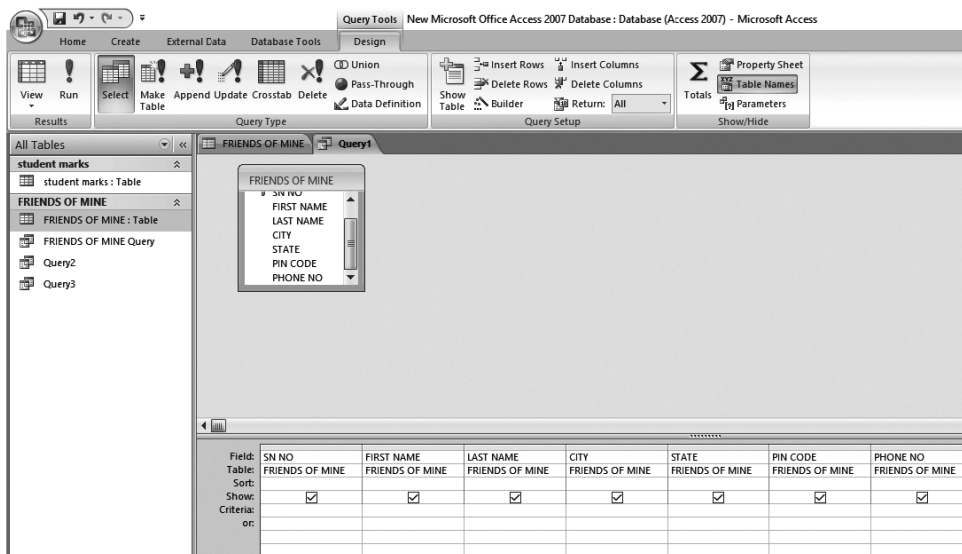 Query Tools New Microsoft Office Access 2007 Database : Database (Access 2007) - Microsoft Access
Home Create External Data Database Tools Design
View
Run
Results
Select
Make Table
Append
Update
Crosstab
Delete
Union
Pass-Through
Data Definition
Query Type
Show Table
Insert Rows
Delete Rows
Builder
Insert Columns
Delete Columns
Return: All
Query Setup
Σ
Totals
Property Sheet
XYZ Table Names
[?] Parameters
Show/Hide
All Tables
student marks
student marks : Table
FRIENDS OF MINE
FRIENDS OF MINE : Table
FRIENDS OF MINE Query
Query2
Query3
FRIENDS OF MINE Query1
FRIENDS OF MINE
SN NO
FIRST NAME
LAST NAME
CITY
STATE
PIN CODE
PHONE NO
Field: SN NO FIRST NAME LAST NAME CITY STATE PIN CODE PHONE NO
Table: FRIENDS OF MINE FRIENDS OF MINE FRIENDS OF MINE FRIENDS OF MINE FRIENDS OF MINE FRIENDS OF MINE FRIENDS OF MINE
Sort:
Show:
Criteria:
or: